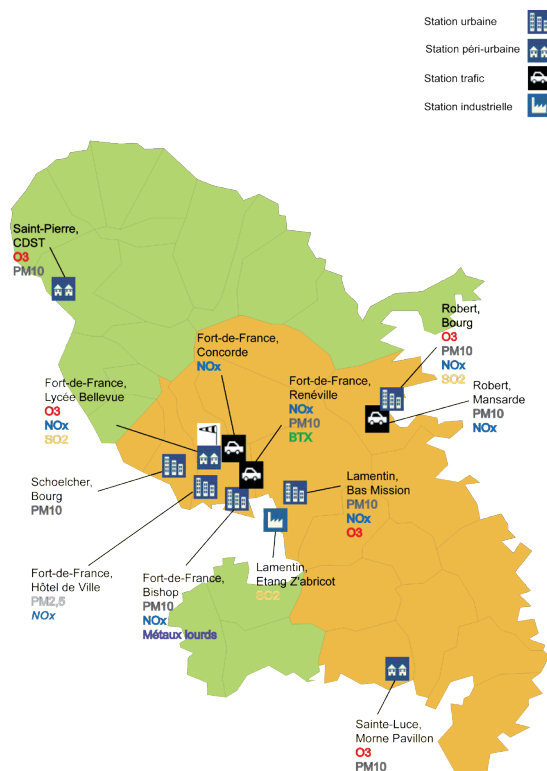 Station urbaine
Station péri-urbaine
Station trafic
Station industrielle
Saint-Pierre,
CDST
O3
PM10
Robert,
Bourg
O3
PM10
NOx
SO2
Fort-de-France,
Concorde
NOx
Fort-de-France,
Lycée Bellevue
O3
NOx
SO2
Fort-de-France,
Renéville
NOx
PM10
BTX
Robert,
Mansarde
PM10
NOx
Schoelcher,
Bourg
PM10
Lamentin,
Bas Mission
PM10
NOx
O3
Fort-de-France,
Hôtel de Ville
PM2,5
NOx
Fort-de-France,
Bishop
PM10
NOx
Métaux lourds
Lamentin,
Etang Z'abricot
SC2
Sainte-Luce,
Morne Pavillon
O3
PM10